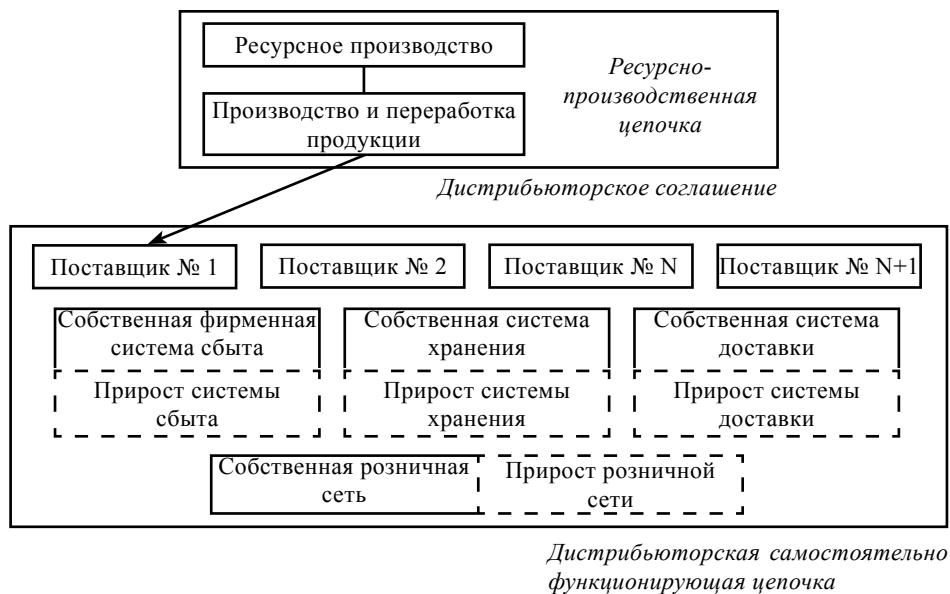 Ресурсное производство
Ресурсно-
производственная
цепочка
Производство и переработка
продукции
Дистрибьюторское соглашение
Поставщик № 1
Поставщик № 2
Поставщик № N
Поставщик № N+1
Собственная фирменная
система сбыта
Собственная система
хранения
Собственная система
доставки
Прирост системы
сбыта
Прирост системы
хранения
Прирост системы
доставки
Собственная розничная
сеть
Прирост розничной
сети
Дистрибьюторская самостоятельно
функционирующая цепочка